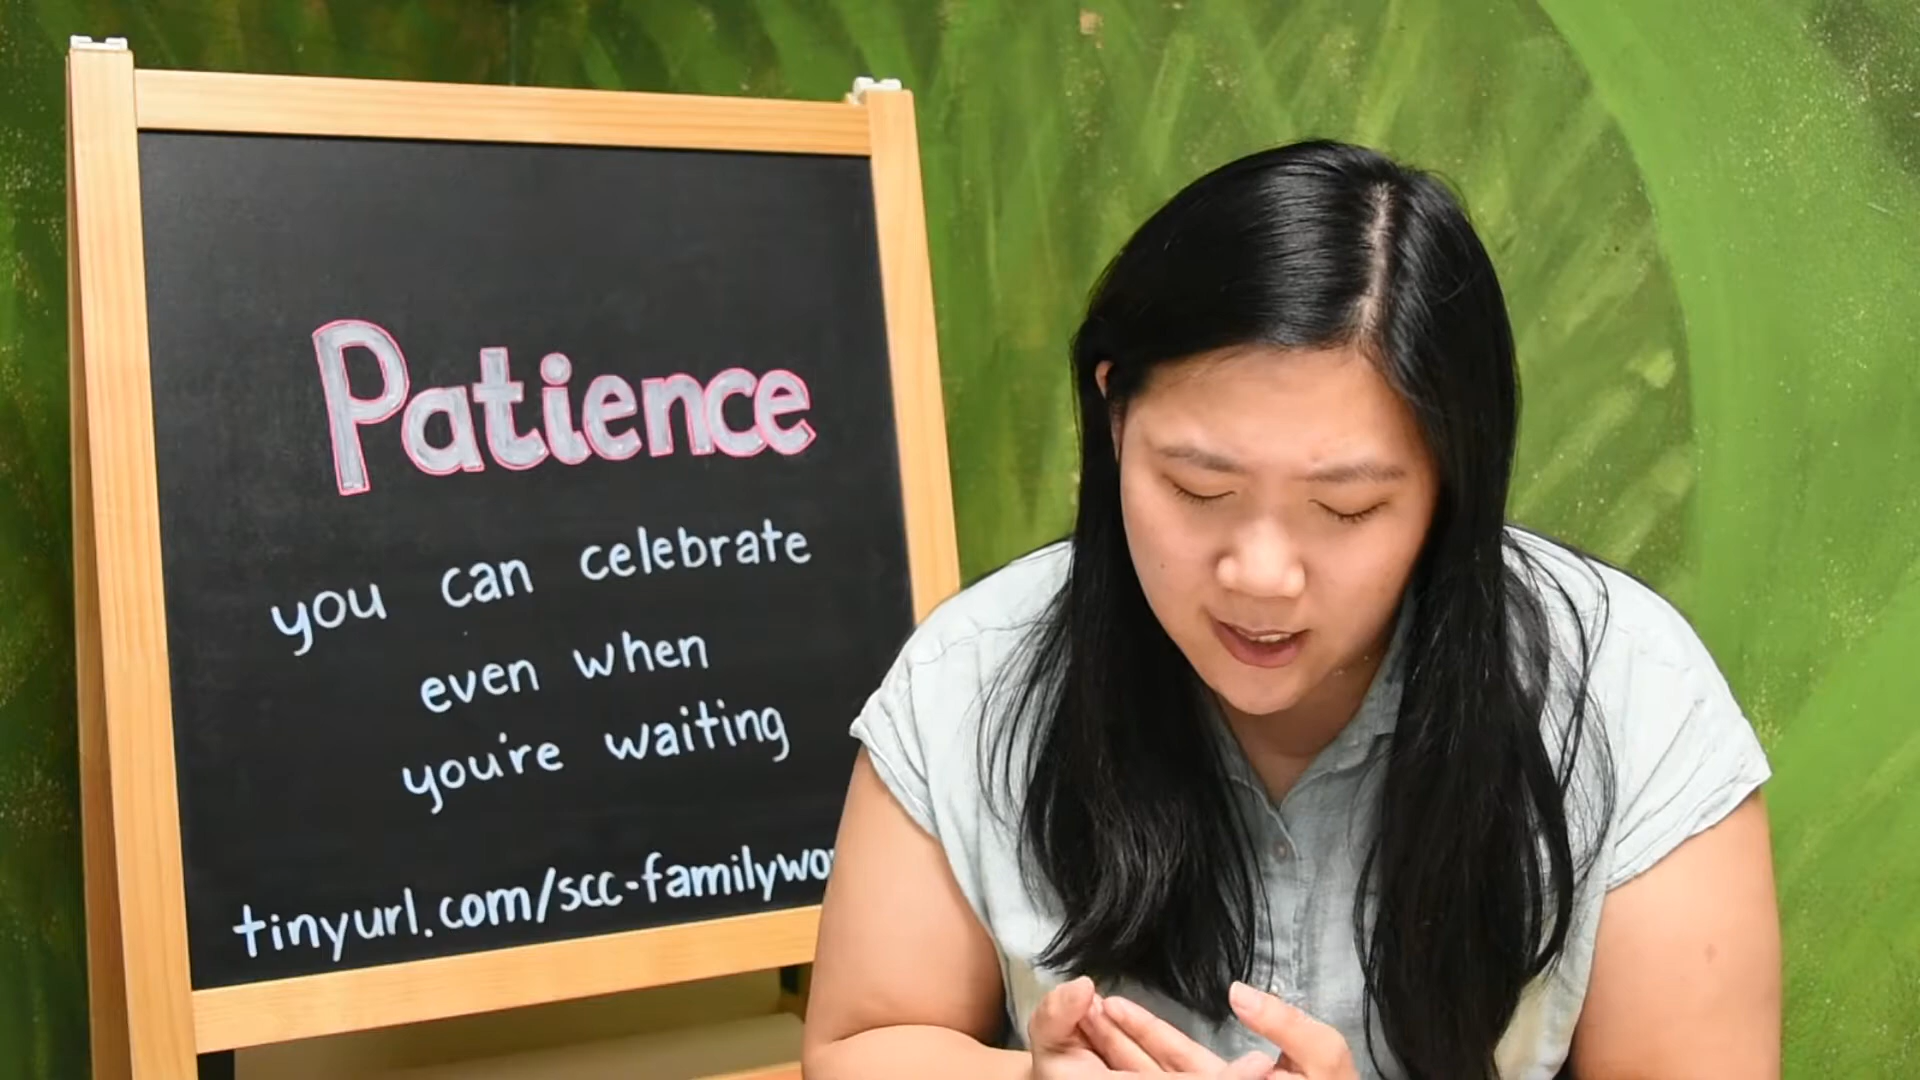 Patience
you can celebrate
even when
you're waiting
tinyurl.com/scc-familywo